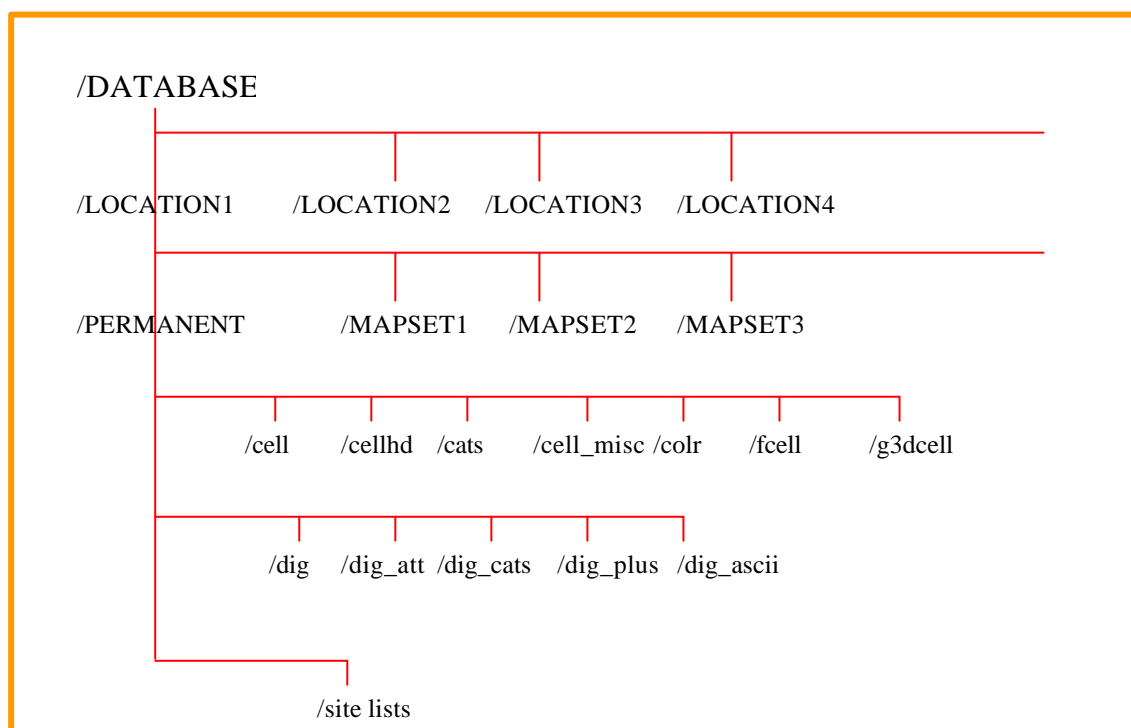 /DATABASE
/LOCATION1 /LOCATION2 /LOCATION3 /LOCATION4
/PERMANENT /MAPSET1 /MAPSET2 /MAPSET3
/cell /cellhd /cats /cell_misc /colr /fcell /g3dcell
/dig /dig_att /dig_cats /dig_plus /dig_ascii
/site lists